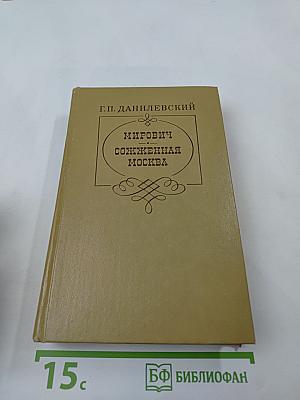 Г.П. ДАНИЛЕВСКИЙ
МИРОВИЧ
СОЖЖЕННАЯ
МОСКВА
15с
БФ БИБЛИОФАН